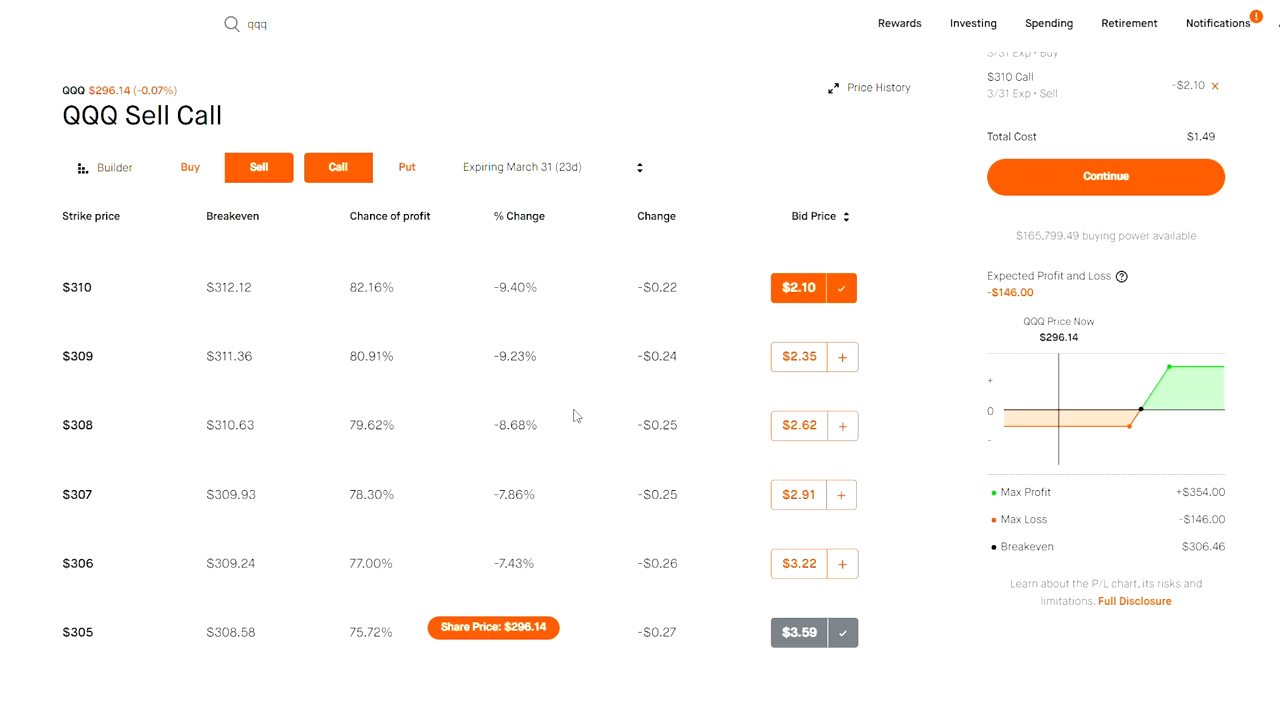 qqq
Rewards Investing Spending Retirement Notifications !
QQQ $296.14 (-0.07%)
QQQ Sell Call
Price History
Builder Buy Sell Call Put Expiring March 31 (23d)
Strike price Breakeven Chance of profit % Change Change Bid Price
$310 $312.12 82.16% -9.40% -$0.22 $2.10
$309 $311.36 80.91% -9.23% -$0.24 $2.35 +
$308 $310.63 79.62% -8.68% -$0.25 $2.62 +
$307 $309.93 78.30% -7.86% -$0.25 $2.91 +
$306 $309.24 77.00% -7.43% -$0.26 $3.22 +
$305 $308.58 75.72% -$0.27 $3.59
Share Price: $296.14
3/31 Exp • Buy
$310 Call -$2.10 ×
3/31 Exp • Sell
Total Cost $1.49
Continue
$165,799.49 buying power available
Expected Profit and Loss ?
-$146.00
QQQ Price Now
$296.14
+
0
-
Max Profit +$354.00
Max Loss -$146.00
Breakeven $306.46
Learn about the P/L chart, its risks and
limitations. Full Disclosure